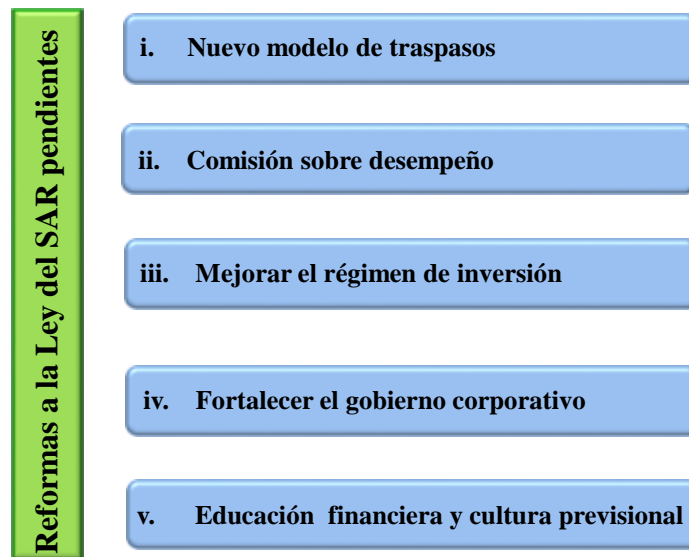 Reformas a la Ley del SAR pendientes
i. Nuevo modelo de traspasos
ii. Comisión sobre desempeño
iii. Mejorar el régimen de inversión
iv. Fortalecer el gobierno corporativo
v. Educación financiera y cultura previsional